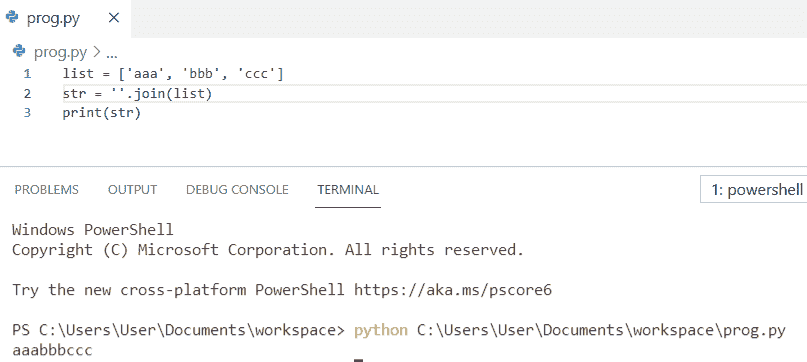 prog.py ×
prog.py > ...
1 list = ['aaa', 'bbb', 'ccc']
2 str = ''.join(list)
3 print(str)
PROBLEMS OUTPUT DEBUG CONSOLE TERMINAL 1: powershell
Windows PowerShell
Copyright (C) Microsoft Corporation. All rights reserved.
Try the new cross-platform PowerShell https://aka.ms/pscore6
PS C:\Users\User\Documents\workspace> python C:\Users\User\Documents\workspace\prog.py
aaabbbccc